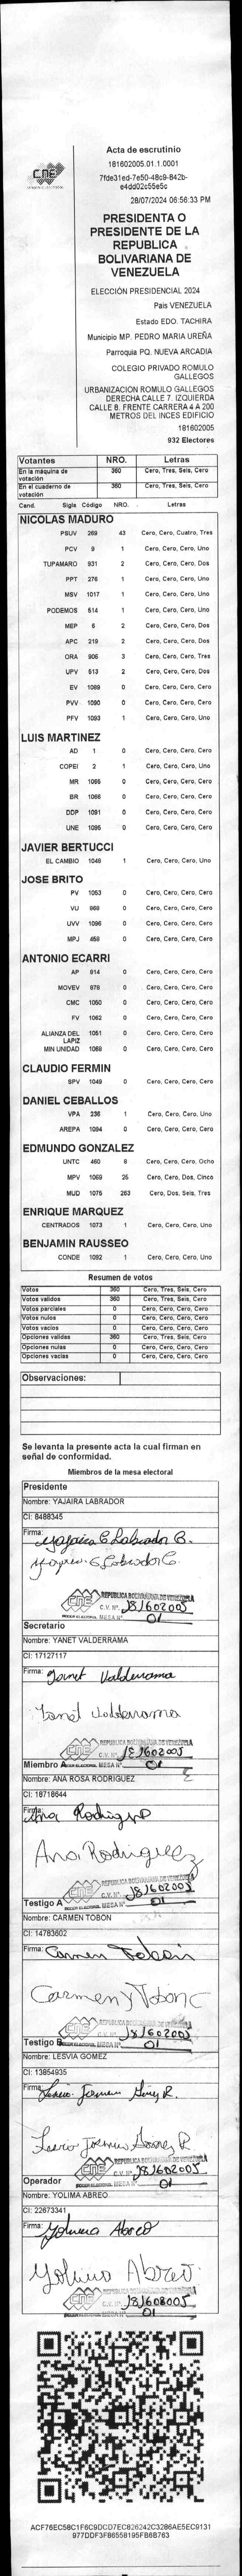 CNE
Acta de escrutinio
181602005.01.1.0001
7fde31ed-7e50-48c9-842b-
e4dd02c55e5c
28/07/2024 06:56:33 PM
PRESIDENTA O
PRESIDENTE DE LA
REPUBLICA
BOLIVARIANA DE
VENEZUELA
ELECCIÓN PRESIDENCIAL 2024
Pais VENEZUELA
Estado EDO. TACHIRA
Municipio MP. PEDRO MARIA UREÑA
Parroquia PQ. NUEVA ARCADIA
COLEGIO PRIVADO ROMULO
GALLEGOS
URBANIZACION ROMULO GALLEGOS
DERECHA CALLE 7. IZQUIERDA
CALLE 8. FRENTE CARRERA 4 A 200
METROS DEL INCES EDIFICIO
181602005
932 Electores
Votantes NRO. Letras
En la máquina de votación 360 Cero, Tres, Seis, Cero
En el cuaderno de votación 360 Cero, Tres, Seis, Cero
Cand. Sigla Código NRO. Letras
NICOLAS MADURO
PSUV 269 43 Cero, Cero, Cuatro, Tres
PCV 9 1 Cero, Cero, Cero, Uno
TUPAMARO 931 2 Cero, Cero, Cero, Dos
PPT 276 1 Cero, Cero, Cero, Uno
MSV 1017 1 Cero, Cero, Cero, Uno
PODEMOS 514 1 Cero, Cero, Cero, Uno
MEP 6 2 Cero, Cero, Cero, Dos
APC 219 2 Cero, Cero, Cero, Dos
ORA 906 3 Cero, Cero, Cero, Tres
UPV 613 2 Cero, Cero, Cero, Dos
EV 1089 0 Cero, Cero, Cero, Cero
PVV 1090 0 Cero, Cero, Cero, Cero
PFV 1093 1 Cero, Cero, Cero, Uno
LUIS MARTINEZ
AD 1 0 Cero, Cero, Cero, Cero
COPEI 2 1 Cero, Cero, Cero, Uno
MR 1065 0 Cero, Cero, Cero, Cero
BR 1066 0 Cero, Cero, Cero, Cero
DDP 1091 0 Cero, Cero, Cero, Cero
UNE 1095 0 Cero, Cero, Cero, Cero
JAVIER BERTUCCI
EL CAMBIO 1048 1 Cero, Cero, Cero, Uno
JOSE BRITO
PV 1053 0 Cero, Cero, Cero, Cero
VU 969 0 Cero, Cero, Cero, Cero
UVV 1096 0 Cero, Cero, Cero, Cero
MPJ 458 0 Cero, Cero, Cero, Cero
ANTONIO ECARRI
AP 914 0 Cero, Cero, Cero, Cero
MOVEV 878 0 Cero, Cero, Cero, Cero
CMC 1050 0 Cero, Cero, Cero, Cero
FV 1062 0 Cero, Cero, Cero, Cero
ALIANZA DEL LAPIZ 1051 0 Cero, Cero, Cero, Cero
MIN UNIDAD 1068 0 Cero, Cero, Cero, Cero
CLAUDIO FERMIN
SPV 1049 0 Cero, Cero, Cero, Cero
DANIEL CEBALLOS
VPA 236 1 Cero, Cero, Cero, Uno
AREPA 1094 0 Cero, Cero, Cero, Cero
EDMUNDO GONZALEZ
UNTC 460 8 Cero, Cero, Cero, Ocho
MPV 1069 25 Cero, Cero, Dos, Cinco
MUD 1075 263 Cero, Dos, Seis, Tres
ENRIQUE MARQUEZ
CENTRADOS 1073 1 Cero, Cero, Cero, Uno
BENJAMIN RAUSSEO
CONDE 1092 1 Cero, Cero, Cero, Uno
Resumen de votos
Votos 360 Cero, Tres, Seis, Cero
Votos validos 360 Cero, Tres, Seis, Cero
Votos parciales 0 Cero, Cero, Cero, Cero
Votos nulos 0 Cero, Cero, Cero, Cero
Votos vacios 0 Cero, Cero, Cero, Cero
Opciones validas 360 Cero, Tres, Seis, Cero
Opciones nulas 0 Cero, Cero, Cero, Cero
Opciones vacias 0 Cero, Cero, Cero, Cero
Observaciones:
Se levanta la presente acta la cual firman en
señal de conformidad.
Miembros de la mesa electoral
Presidente
Nombre: YAJAIRA LABRADOR
CI: 8488345
Firma: Yajaira C Labrador C.
Yajaira C Labrador C.
CNE REPUBLICA BOLIVARIANA DE VENEZUELA
C.V. Nº 181602005
PODER ELECTORAL MESA Nº 01
Secretario
Nombre: YANET VALDERRAMA
CI: 17127117
Firma: Yanet Valderrama
Yanet Valderrama
CNE REPUBLICA BOLIVARIANA DE VENEZUELA
C.V. Nº 181602005
PODER ELECTORAL MESA Nº 01
Miembro A
Nombre: ANA ROSA RODRIGUEZ
CI: 18718644
Firma: Ana Rodriguez
Ana Rodriguez
CNE REPUBLICA BOLIVARIANA DE VENEZUELA
C.V. Nº 181602005
PODER ELECTORAL MESA Nº 01
Testigo A
Nombre: CARMEN TOBON
CI: 14783602
Firma: Carmen Tobon
Carmen Y Tobon C
CNE REPUBLICA BOLIVARIANA DE VENEZUELA
C.V. Nº 181602005
01
Testigo B
Nombre: LESVIA GOMEZ
CI: 13854935
Firma:
CNE REPUBLICA BOLIVARIANA DE VENEZUELA
C.V. Nº 181602005
PODER ELECTORAL MESA Nº 01
Operador
Nombre: YOLIMA ABREO
CI: 22673341
Firma: Yolima Abreo
Yolima Abreo
CNE REPUBLICA BOLIVARIANA DE VENEZUELA
C.V. Nº 181602005
PODER ELECTORAL MESA Nº 01
ACF76EC58C1F6C9DCD7EC826242C3286AE5EC9131
977DDF3F86558195FB6B763